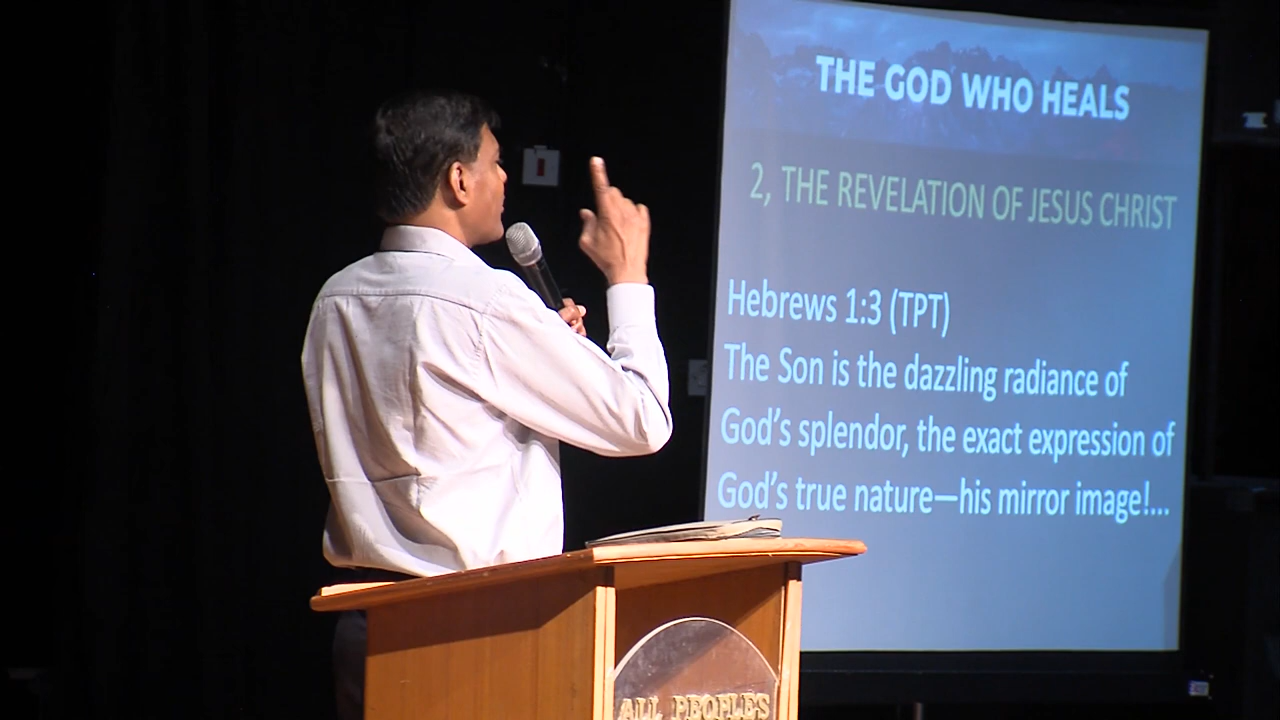 THE GOD WHO HEALS
2, THE REVELATION OF JESUS CHRIST
Hebrews 1:3 (TPT)
The Son is the dazzling radiance of
God's splendor, the exact expression of
God's true nature—his mirror image!...
ALL PEOPLES